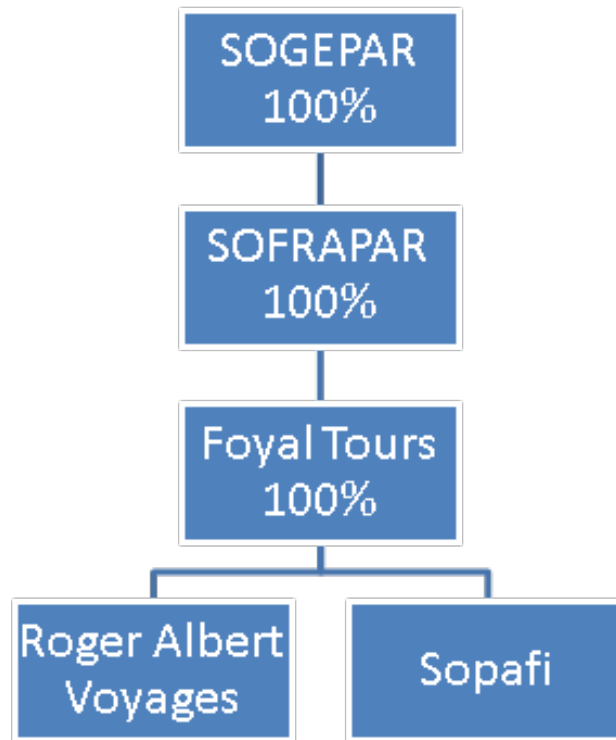 SOGEPAR
100%
SOFRAPAR
100%
Foyal Tours
100%
Roger Albert
Voyages
Sopafi